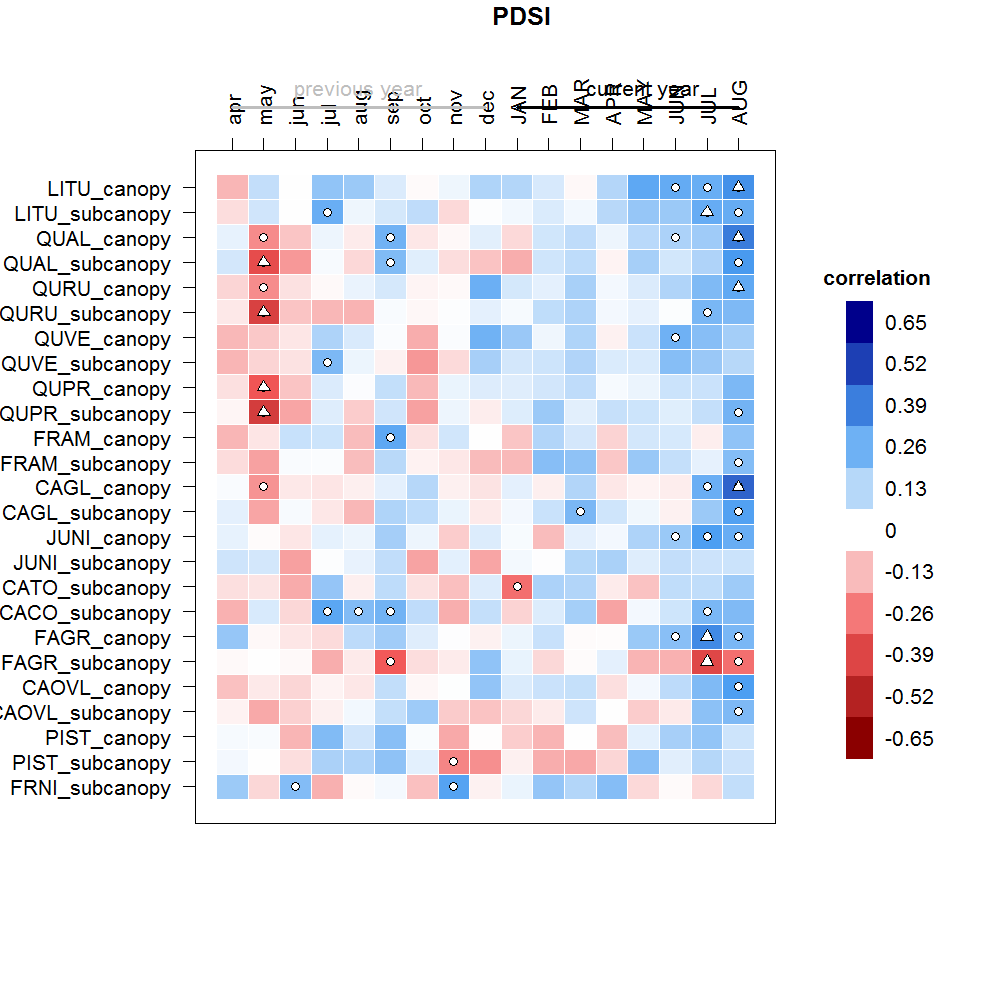 PDSI
previous year
current year
apr may jun jul aug sep oct nov dec JAN FEB MAR APR MAY JUN JUL AUG
LITU_canopy
LITU_subcanopy
QUAL_canopy
QUAL_subcanopy
QURU_canopy
QURU_subcanopy
QUVE_canopy
QUVE_subcanopy
QUPR_canopy
QUPR_subcanopy
FRAM_canopy
FRAM_subcanopy
CAGL_canopy
CAGL_subcanopy
JUNI_canopy
JUNI_subcanopy
CATO_subcanopy
CACO_subcanopy
FAGR_canopy
FAGR_subcanopy
CAOVL_canopy
CAOVL_subcanopy
PIST_canopy
PIST_subcanopy
FRNI_subcanopy
correlation
0.65
0.52
0.39
0.26
0.13
0
-0.13
-0.26
-0.39
-0.52
-0.65